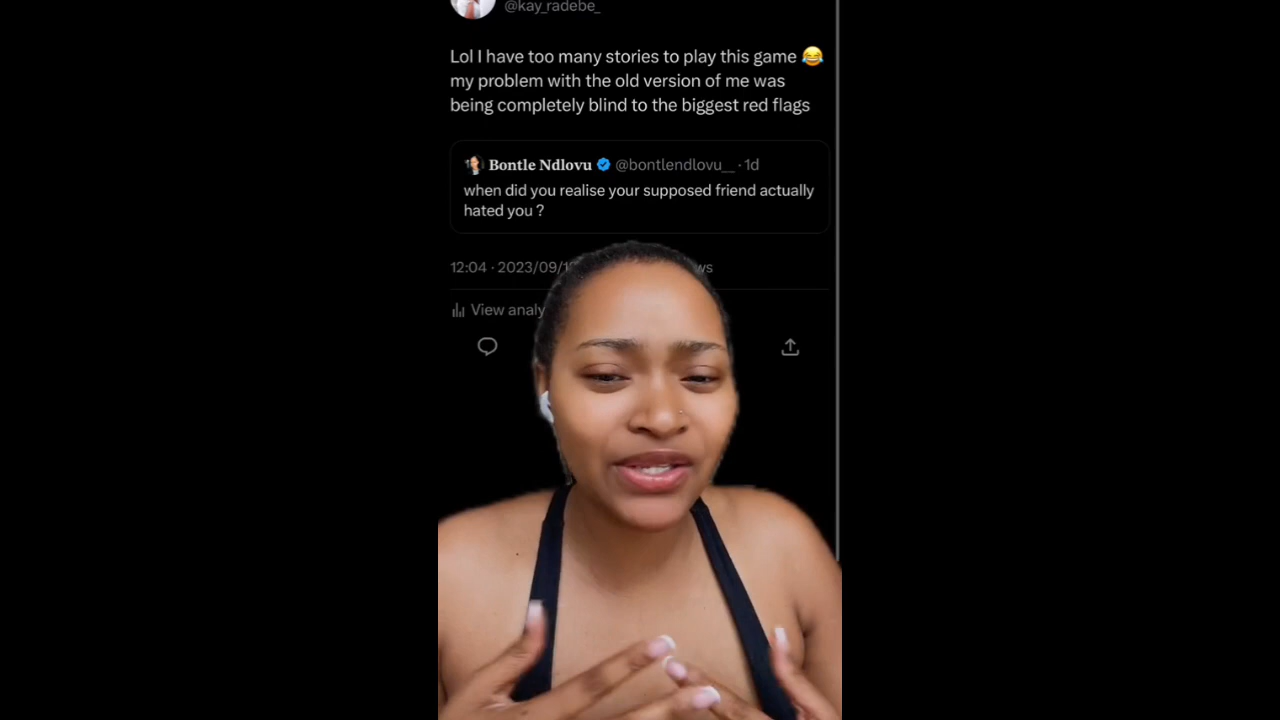 @kay_radebe_
Lol I have too many stories to play this game 😂
my problem with the old version of me was
being completely blind to the biggest red flags
Bontle Ndlovu @bontlendlovu__ · 1d
when did you realise your supposed friend actually
hated you ?
12:04 · 2023/09/
View analy